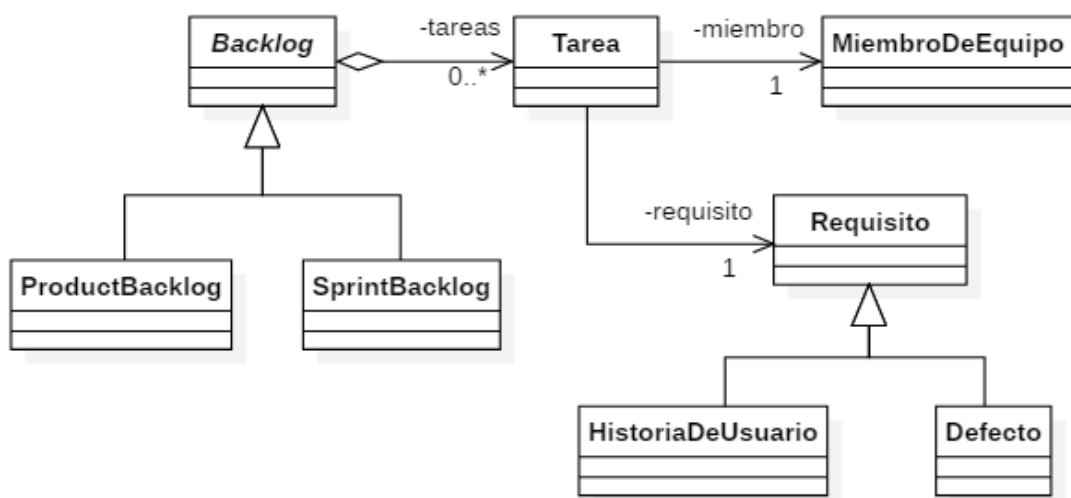 Backlog
-tareas
0..*
Tarea
-miembro
1
MiembroDeEquipo
-requisito
1
Requisito
ProductBacklog
SprintBacklog
HistoriaDeUsuario
Defecto